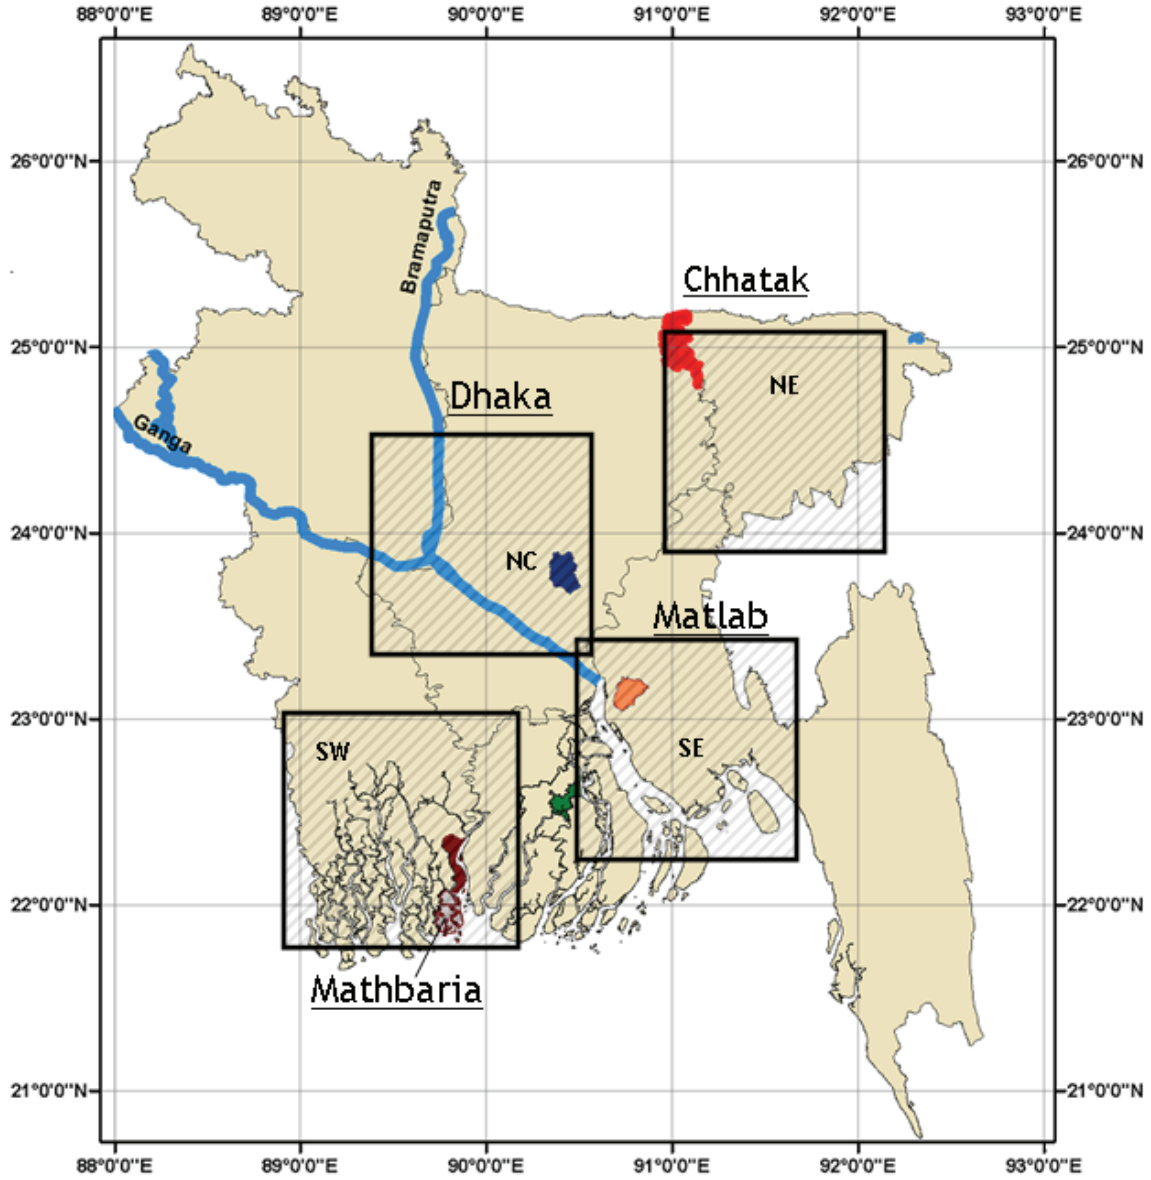 88°0'0"E 89°0'0"E 90°0'0"E 91°0'0"E 92°0'0"E 93°0'0"E
26°0'0"N 26°0'0"N
Bramaputra
Chhatak
25°0'0"N 25°0'0"N
NE
Dhaka
Ganga
24°0'0"N 24°0'0"N
NC
Matlab
23°0'0"N 23°0'0"N
SW SE
22°0'0"N 22°0'0"N
Mathbaria
21°0'0"N 21°0'0"N
88°0'0"E 89°0'0"E 90°0'0"E 91°0'0"E 92°0'0"E 93°0'0"E